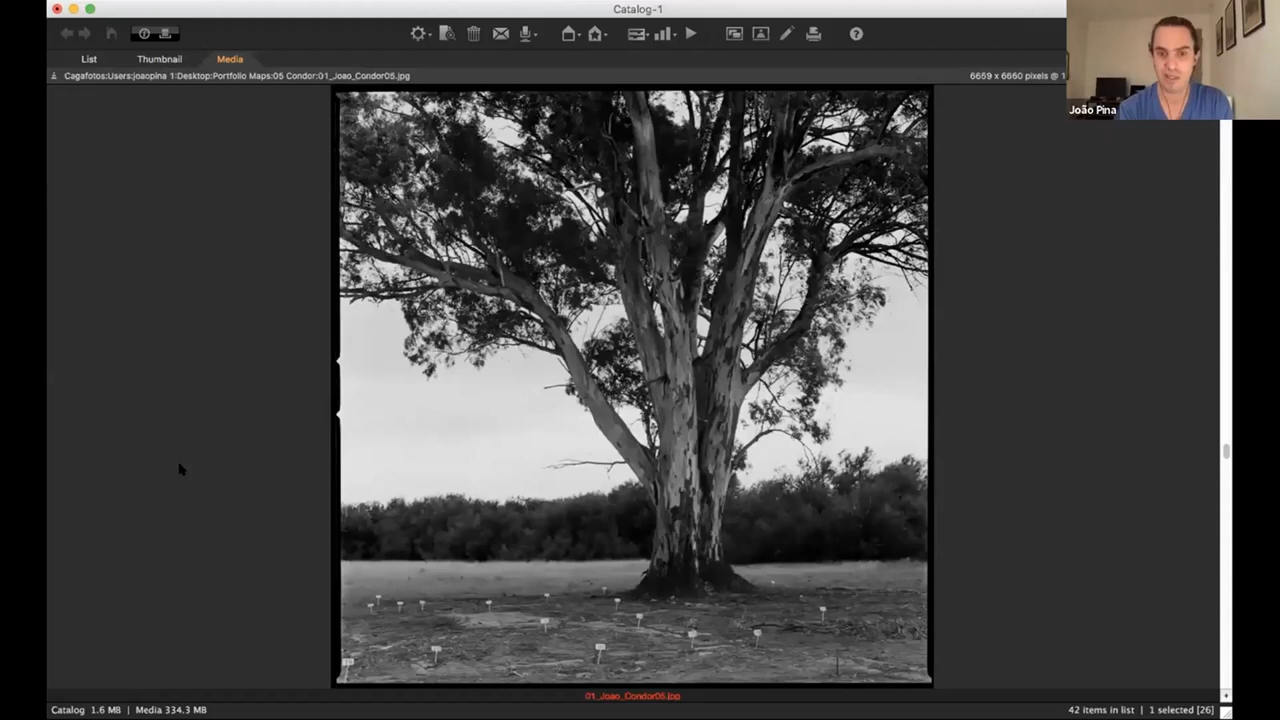 Catalog-1
List
Thumbnail
Media
Cagafotos:Users:joaopina 1:Desktop:Portfolio Maps:05 Condor:01_Joao_Condor05.jpg
6659 x 6660 pixels @ 1
João Pina
01_Joao_Condor05.jpg
Catalog 1.6 MB | Media 334.3 MB
42 items in list | 1 selected [26]